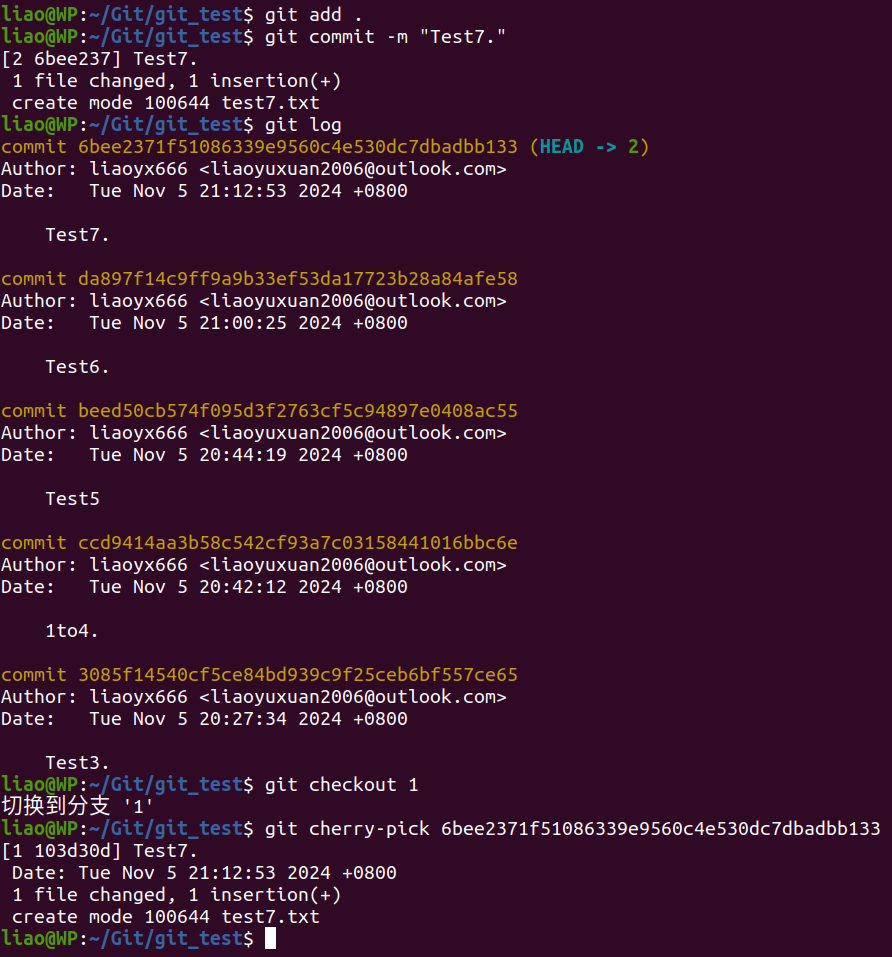 liao@WP:~/Git/git_test$ git add .
liao@WP:~/Git/git_test$ git commit -m "Test7."
[2 6bee237] Test7.
 1 file changed, 1 insertion(+)
 create mode 100644 test7.txt
liao@WP:~/Git/git_test$ git log
commit 6bee2371f51086339e9560c4e530dc7dbadbb133 (HEAD -> 2)
Author: liaoyx666 <liaoyuxuan2006@outlook.com>
Date:   Tue Nov 5 21:12:53 2024 +0800

    Test7.

commit da897f14c9ff9a9b33ef53da17723b28a84afe58
Author: liaoyx666 <liaoyuxuan2006@outlook.com>
Date:   Tue Nov 5 21:00:25 2024 +0800

    Test6.

commit beed50cb574f095d3f2763cf5c94897e0408ac55
Author: liaoyx666 <liaoyuxuan2006@outlook.com>
Date:   Tue Nov 5 20:44:19 2024 +0800

    Test5

commit ccd9414aa3b58c542cf93a7c03158441016bbc6e
Author: liaoyx666 <liaoyuxuan2006@outlook.com>
Date:   Tue Nov 5 20:42:12 2024 +0800

    1to4.

commit 3085f14540cf5ce84bd939c9f25ceb6bf557ce65
Author: liaoyx666 <liaoyuxuan2006@outlook.com>
Date:   Tue Nov 5 20:27:34 2024 +0800

    Test3.
liao@WP:~/Git/git_test$ git checkout 1
切换到分支 '1'
liao@WP:~/Git/git_test$ git cherry-pick 6bee2371f51086339e9560c4e530dc7dbadbb133
[1 103d30d] Test7.
 Date: Tue Nov 5 21:12:53 2024 +0800
 1 file changed, 1 insertion(+)
 create mode 100644 test7.txt
liao@WP:~/Git/git_test$